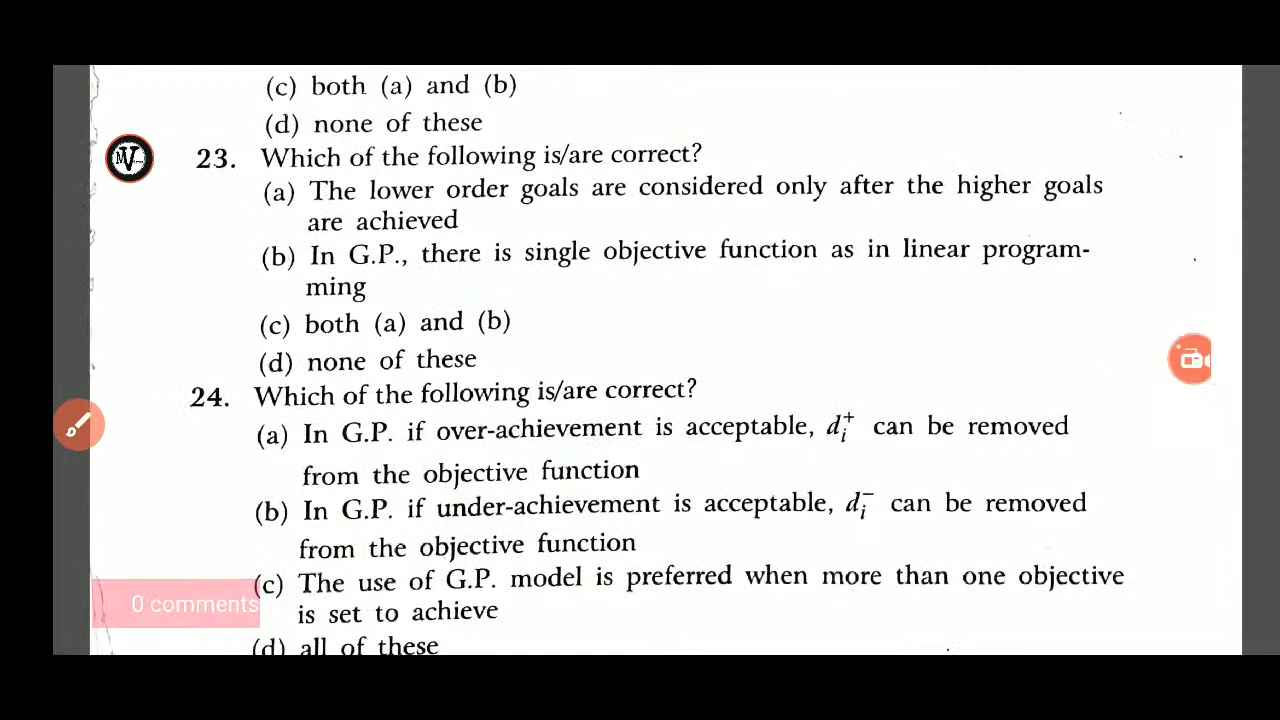 (c) both (a) and (b)
(d) none of these
23. Which of the following is/are correct?
(a) The lower order goals are considered only after the higher goals
are achieved
(b) In G.P., there is single objective function as in linear program-
ming
(c) both (a) and (b)
(d) none of these
24. Which of the following is/are correct?
(a) In G.P. if over-achievement is acceptable, dᵢ⁺ can be removed
from the objective function
(b) In G.P. if under-achievement is acceptable, dᵢ⁻ can be removed
from the objective function
(c) The use of G.P. model is preferred when more than one objective
is set to achieve
0 comments
(d) all of these